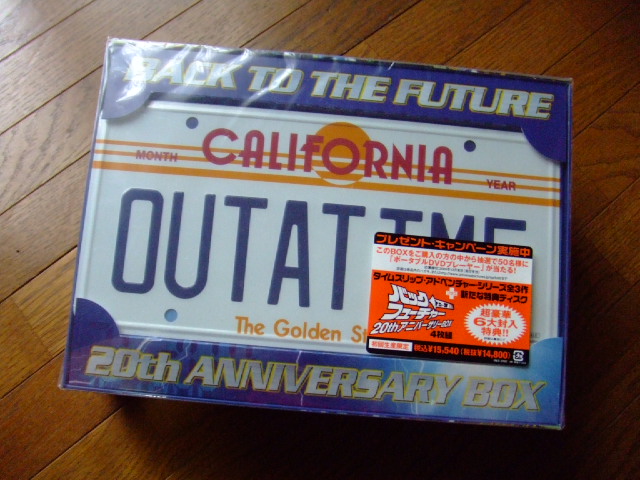 BACK TO THE FUTURE
CALIFORNIA
MONTH
YEAR
OUTATIME
The Golden St
プレゼント・キャンペーン実施中
このBOXをご購入の方の中から抽選で50名様に
「ポータブルDVDプレーヤー」が当たる!
タイムスリップ・アドベンチャー・シリーズ全3作
+新たな特典ディスク
バック・トゥ・ザ・
フューチャー
20th アニバーサリーBOX
4枚組
超豪華
6大封入
特典!!
初回生産限定
税込¥15,540(税抜¥14,800)
20th ANNIVERSARY BOX